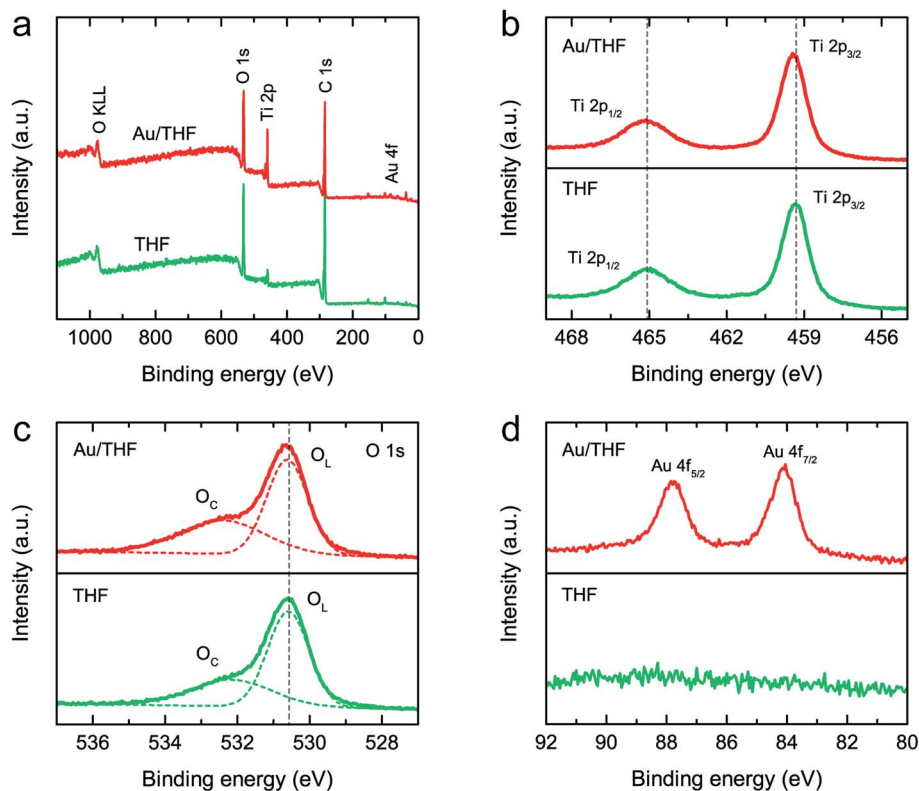 a
Intensity (a.u.)
O KLL
O 1s
Ti 2p
C 1s
Au 4f
Au/THF
THF
1000 800 600 400 200 0
Binding energy (eV)
b
Intensity (a.u.)
Au/THF
Ti 2p3/2
Ti 2p1/2
THF
Ti 2p3/2
Ti 2p1/2
468 465 462 459 456
Binding energy (eV)
c
Intensity (a.u.)
Au/THF
O 1s
OL
OC
THF
OL
OC
536 534 532 530 528
Binding energy (eV)
d
Intensity (a.u.)
Au/THF
Au 4f5/2
Au 4f7/2
THF
92 90 88 86 84 82 80
Binding energy (eV)